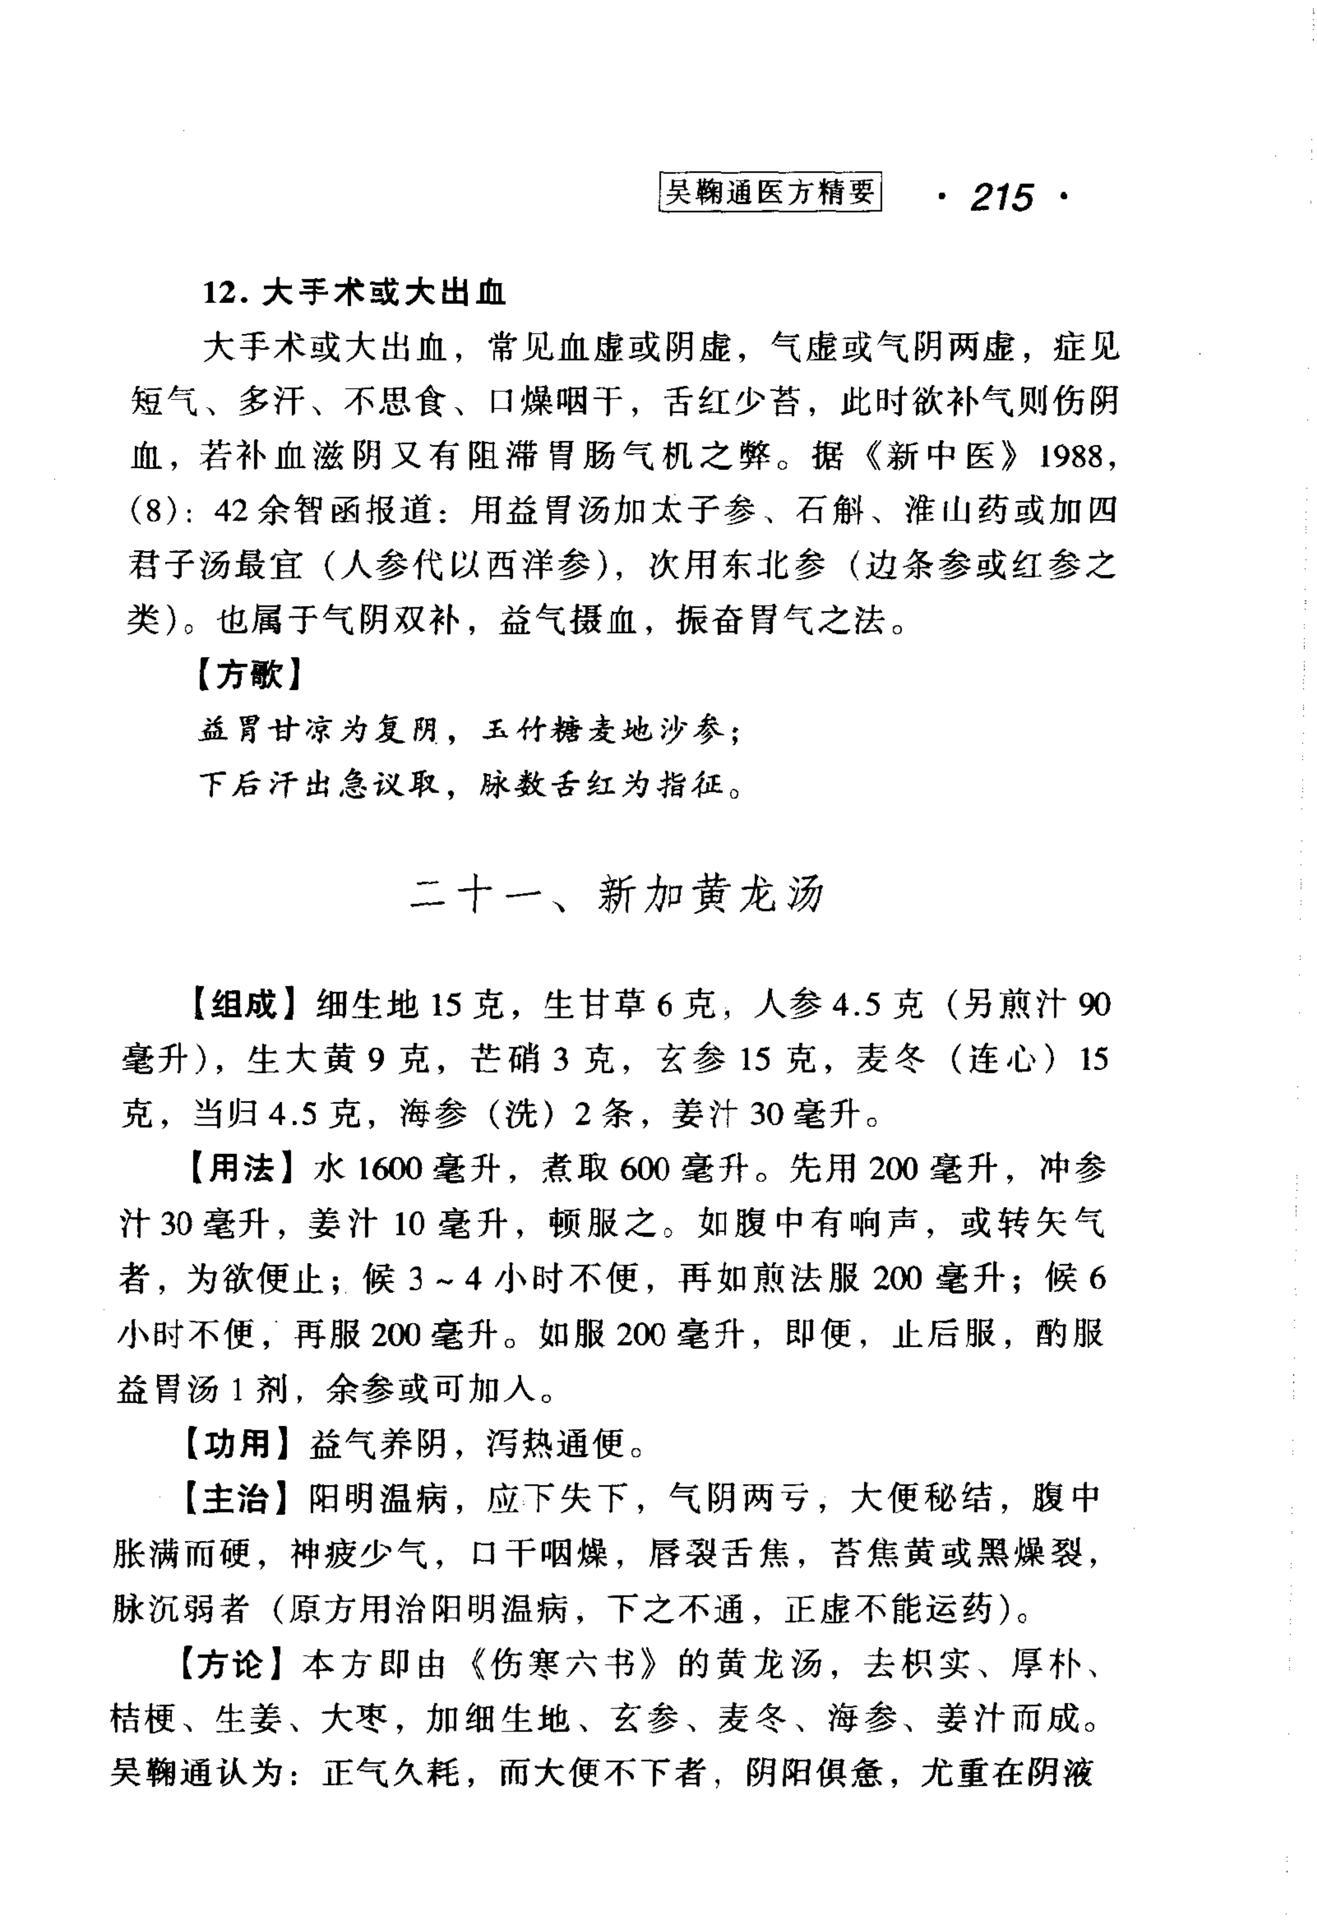 吴鞠通医方精要 · 215 ·
12. 大手术或大出血
大手术或大出血，常见血虚或阴虚，气虚或气阴两虚，症见
短气、多汗、不思食、口燥咽干，舌红少苔，此时欲补气则伤阴
血，若补血滋阴又有阻滞胃肠气机之弊。据《新中医》1988，
（8）：42余智函报道：用益胃汤加太子参、石斛、淮山药或加四
君子汤最宜（人参代以西洋参），次用东北参（边条参或红参之
类）。也属于气阴双补，益气摄血，振奋胃气之法。
【方歌】
益胃甘凉为复阴，玉竹糖麦地沙参；
下后汗出急议取，脉数舌红为指征。
二十一、新加黄龙汤
【组成】细生地15克，生甘草6克，人参4.5克（另煎汁90
毫升），生大黄9克，芒硝3克，玄参15克，麦冬（连心）15
克，当归4.5克，海参（洗）2条，姜汁30毫升。
【用法】水1600毫升，煮取600毫升。先用200毫升，冲参
汁30毫升，姜汁10毫升，顿服之。如腹中有响声，或转矢气
者，为欲便止；候3～4小时不便，再如煎法服200毫升；候6
小时不便，再服200毫升。如服200毫升，即便，止后服，酌服
益胃汤1剂，余参或可加入。
【功用】益气养阴，泻热通便。
【主治】阳明温病，应下失下，气阴两亏，大便秘结，腹中
胀满而硬，神疲少气，口干咽燥，唇裂舌焦，苔焦黄或黑燥裂，
脉沉弱者（原方用治阳明温病，下之不通，正虚不能运药）。
【方论】本方即由《伤寒六书》的黄龙汤，去枳实、厚朴、
桔梗、生姜、大枣，加细生地、玄参、麦冬、海参、姜汁而成。
吴鞠通认为：正气久耗，而大便不下者，阴阳俱惫，尤重在阴液